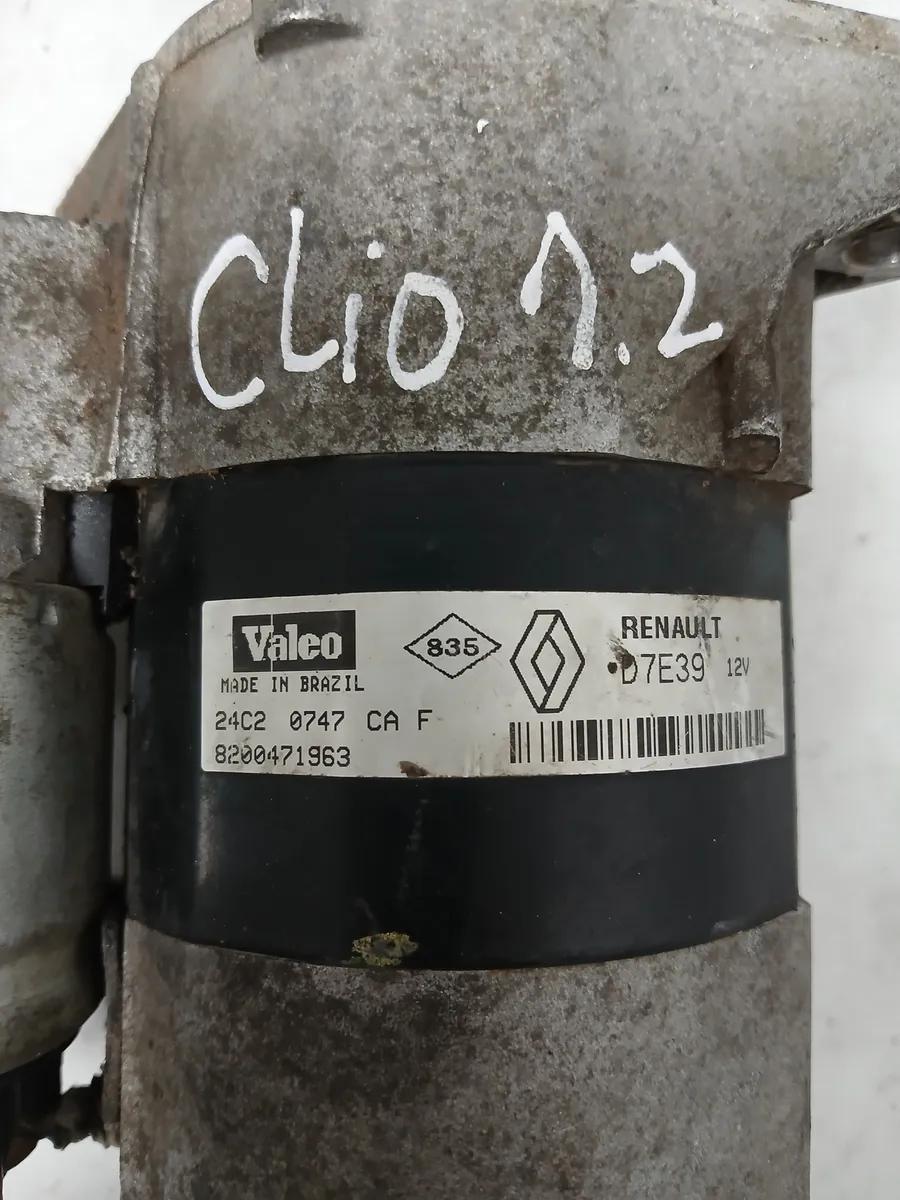 CLio 1.2
Valeo
MADE IN BRAZIL
24C2 0747 CA F
8200471963
835
RENAULT
D7E39 12V